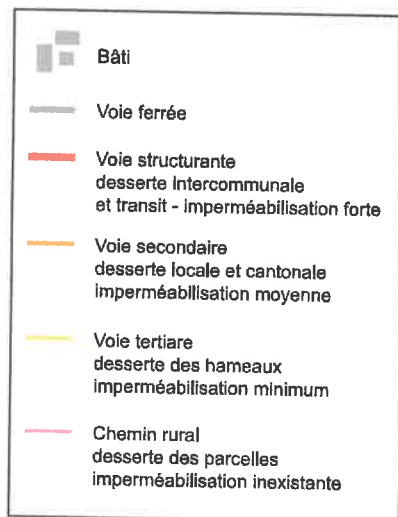 Bâti
Voie ferrée
Voie structurante
desserte intercommunale
et transit - imperméabilisation forte
Voie secondaire
desserte locale et cantonale
imperméabilisation moyenne
Voie tertiaire
desserte des hameaux
imperméabilisation minimum
Chemin rural
desserte des parcelles
imperméabilisation inexistante